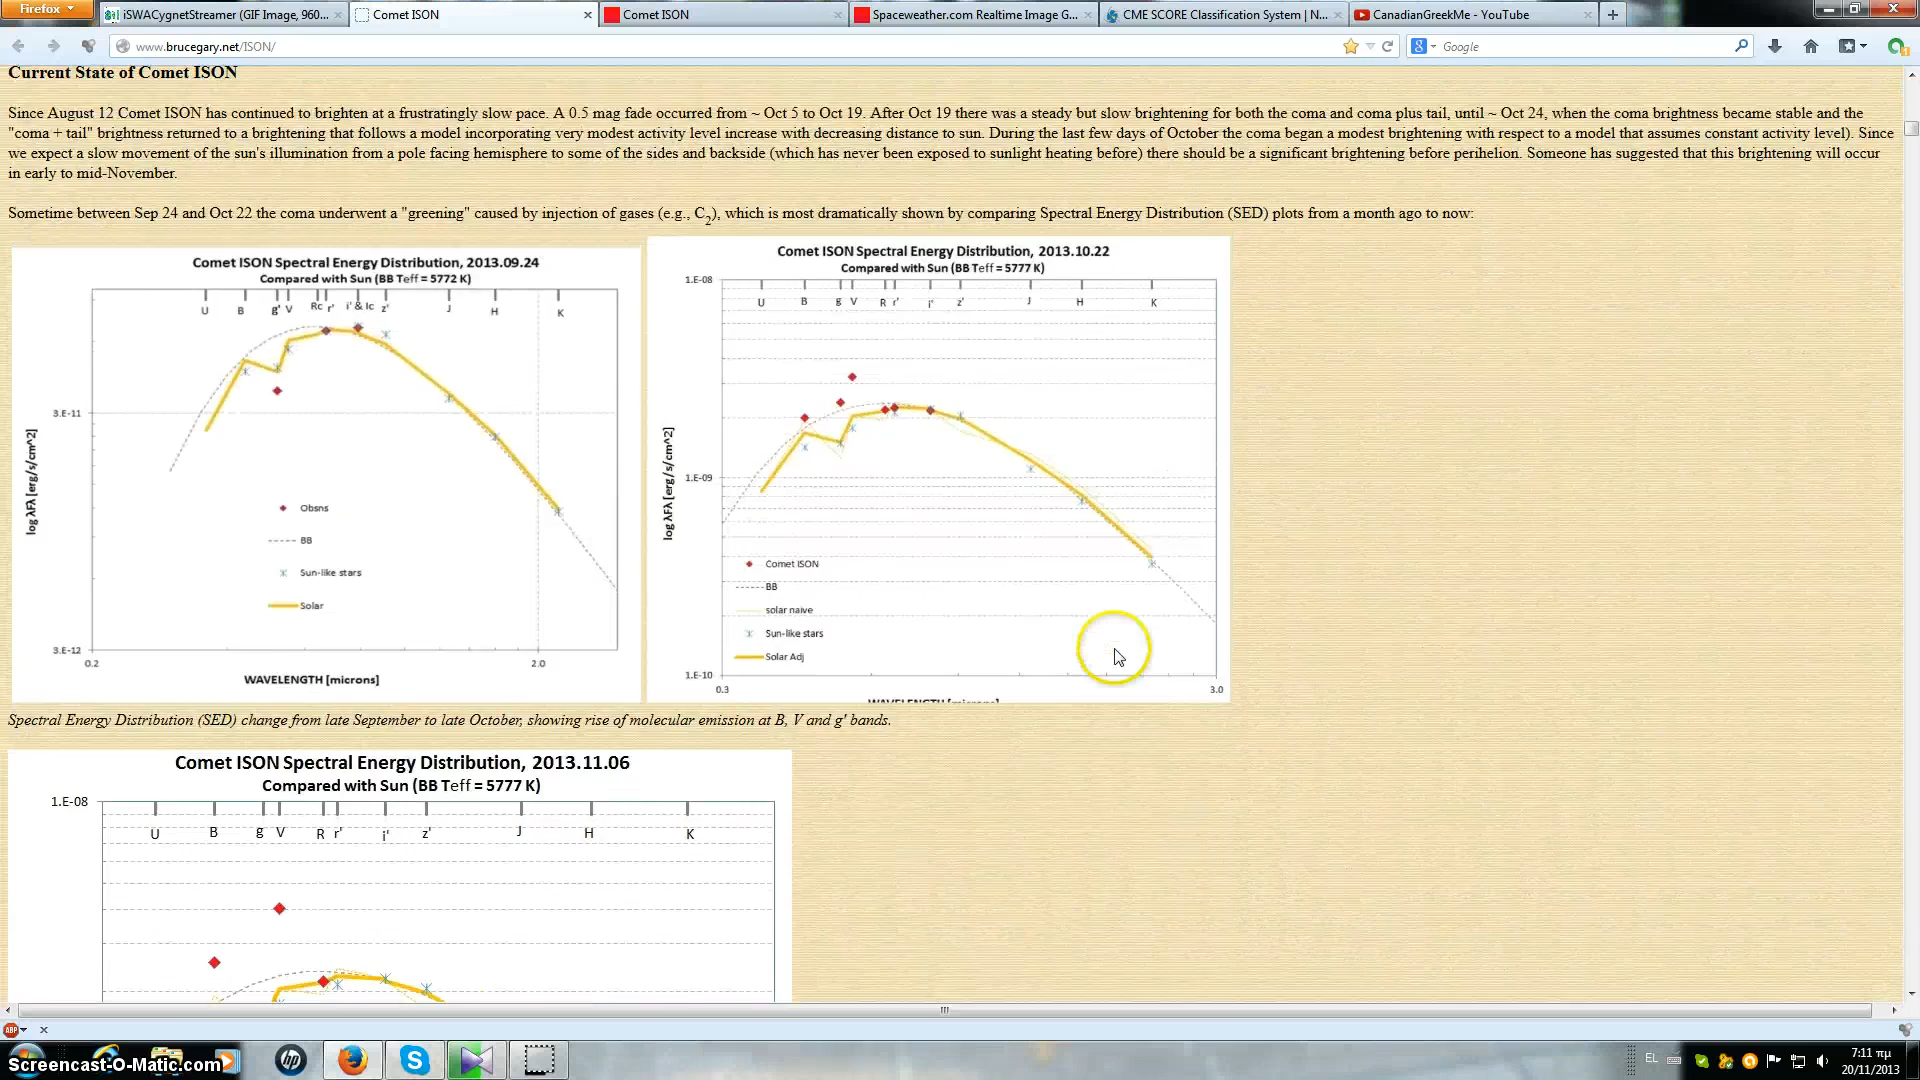 Firefox
iSWACygnetStreamer (GIF Image, 960...
Comet ISON
Comet ISON
Spaceweather.com Realtime Image G...
CME SCORE Classification System | N...
CanadianGreekMe - YouTube
www.brucegary.net/ISON/
Google
Current State of Comet ISON
Since August 12 Comet ISON has continued to brighten at a frustratingly slow pace. A 0.5 mag fade occurred from ~ Oct 5 to Oct 19. After Oct 19 there was a steady but slow brightening for both the coma and coma plus tail, until ~ Oct 24, when the coma brightness became stable and the
"coma + tail" brightness returned to a brightening that follows a model incorporating very modest activity level increase with decreasing distance to sun. During the last few days of October the coma began a modest brightening with respect to a model that assumes constant activity level). Since
we expect a slow movement of the sun's illumination from a pole facing hemisphere to some of the sides and backside (which has never been exposed to sunlight heating before) there should be a significant brightening before perihelion. Someone has suggested that this brightening will occur
in early to mid-November.
Sometime between Sep 24 and Oct 22 the coma underwent a "greening" caused by injection of gases (e.g., C2), which is most dramatically shown by comparing Spectral Energy Distribution (SED) plots from a month ago to now:
Comet ISON Spectral Energy Distribution, 2013.09.24
Compared with Sun (BB Teff = 5772 K)
U B g' V Rc r' i' & Ic z' J H K
3.E-11
log λFλ [erg/s/cm^2]
Obsns
BB
Sun-like stars
Solar
3.E-12
0.2 2.0
WAVELENGTH [microns]
Comet ISON Spectral Energy Distribution, 2013.10.22
Compared with Sun (BB Teff = 5777 K)
1.E-08
U B g V R r' i' z' J H K
1.E-09
log λFλ [erg/s/cm^2]
Comet ISON
BB
solar naive
Sun-like stars
Solar Adj
1.E-10
0.3 3.0
WAVELENGTH [microns]
Spectral Energy Distribution (SED) change from late September to late October, showing rise of molecular emission at B, V and g' bands.
Comet ISON Spectral Energy Distribution, 2013.11.06
Compared with Sun (BB Teff = 5777 K)
1.E-08
U B g V R r' i' z' J H K
ABP
hp
Screencast-O-Matic.com
EL
7:11 πμ
20/11/2013